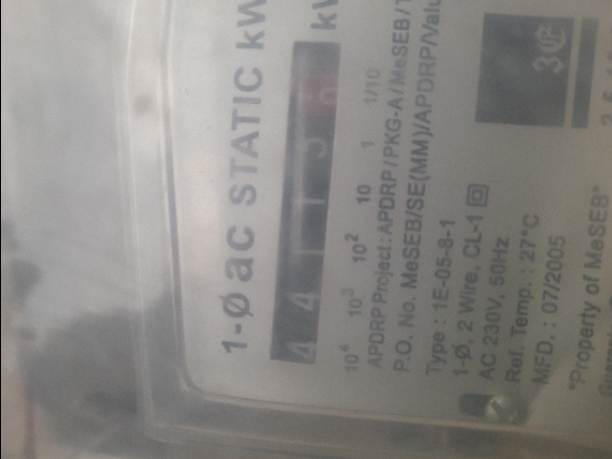 1-Ø ac STATIC kW
4 4 1 1
10⁴ 10³ 10² 10 1 1/10
APDRP Project: APDRP/PKG-A/MeSEB/
P.O. No. MeSEB/SE(MM)/APDRP/Valu
Type : 1E-05-8-1
1-Ø, 2 Wire, CL-1
AC 230V, 50Hz
Ref. Temp. : 27°C
MFD. : 07/2005
"Property of MeSEB"